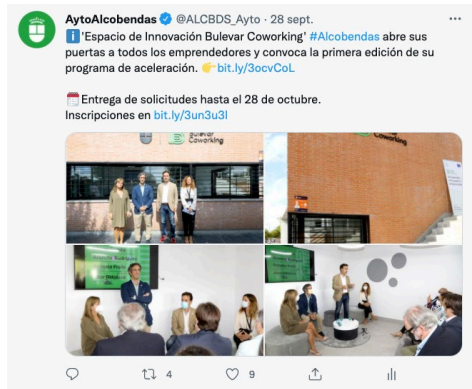 AytoAlcobendas @ALCBDS_Ayto · 28 sept.
'Espacio de Innovación Bulevar Coworking' #Alcobendas abre sus
puertas a todos los emprendedores y convoca la primera edición de su
programa de aceleración. 👉bit.ly/3ocvCoL
🗓Entrega de solicitudes hasta el 28 de octubre.
Inscripciones en bit.ly/3un3u3l
Bulevar
Coworking
Coworking
4
9